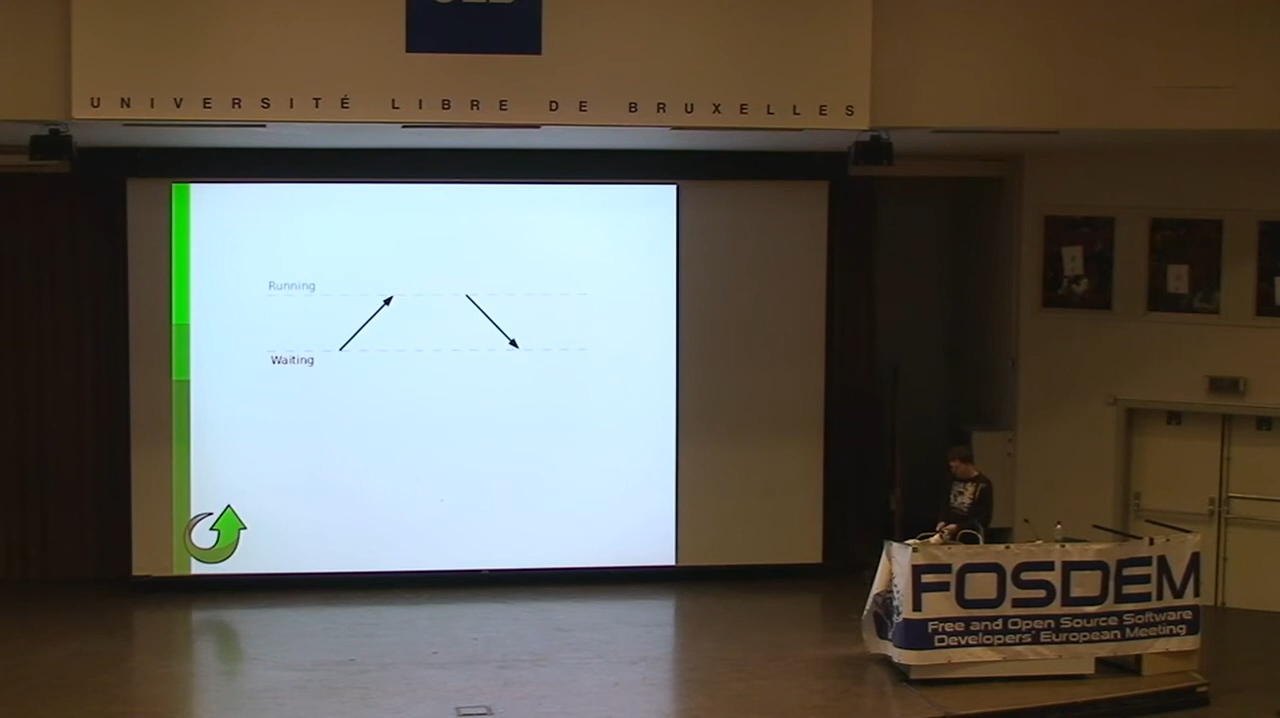 UNIVERSITÉ LIBRE DE BRUXELLES
Running
Waiting
FOSDEM
Free and Open Source Software
Developers' European Meeting